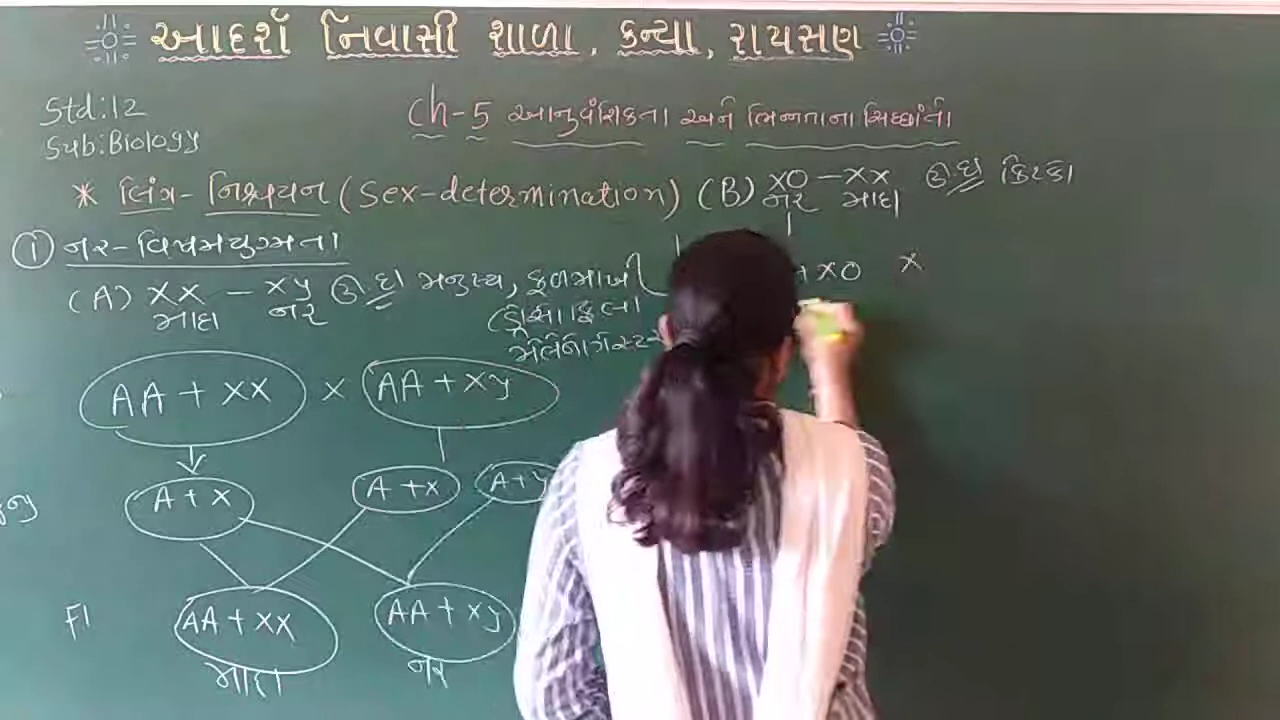 આદર્શ નિવાસી શાળા, કન્યા, રાયસણ
Std:12
Sub:Biology
Ch-5 આનુવંશિકતા અને ભિન્નતાના સિદ્ધાંતો
* લિંગ-નિશ્ચયન (Sex-determination)
① નર-વિષમયુગ્મતા
(A) XX - Xy ઉ.દા મનુષ્ય, ફળમાખી
માદા નર
(ડ્રોસોફિલા
મેલેનોગેસ્ટર
AA + XX × AA + Xy
A + X A + X A + y
F1 AA + XX AA + Xy
માદા નર
(B) XO - XX ઉ.દા કિટકો
નર માદા
+ XO ×